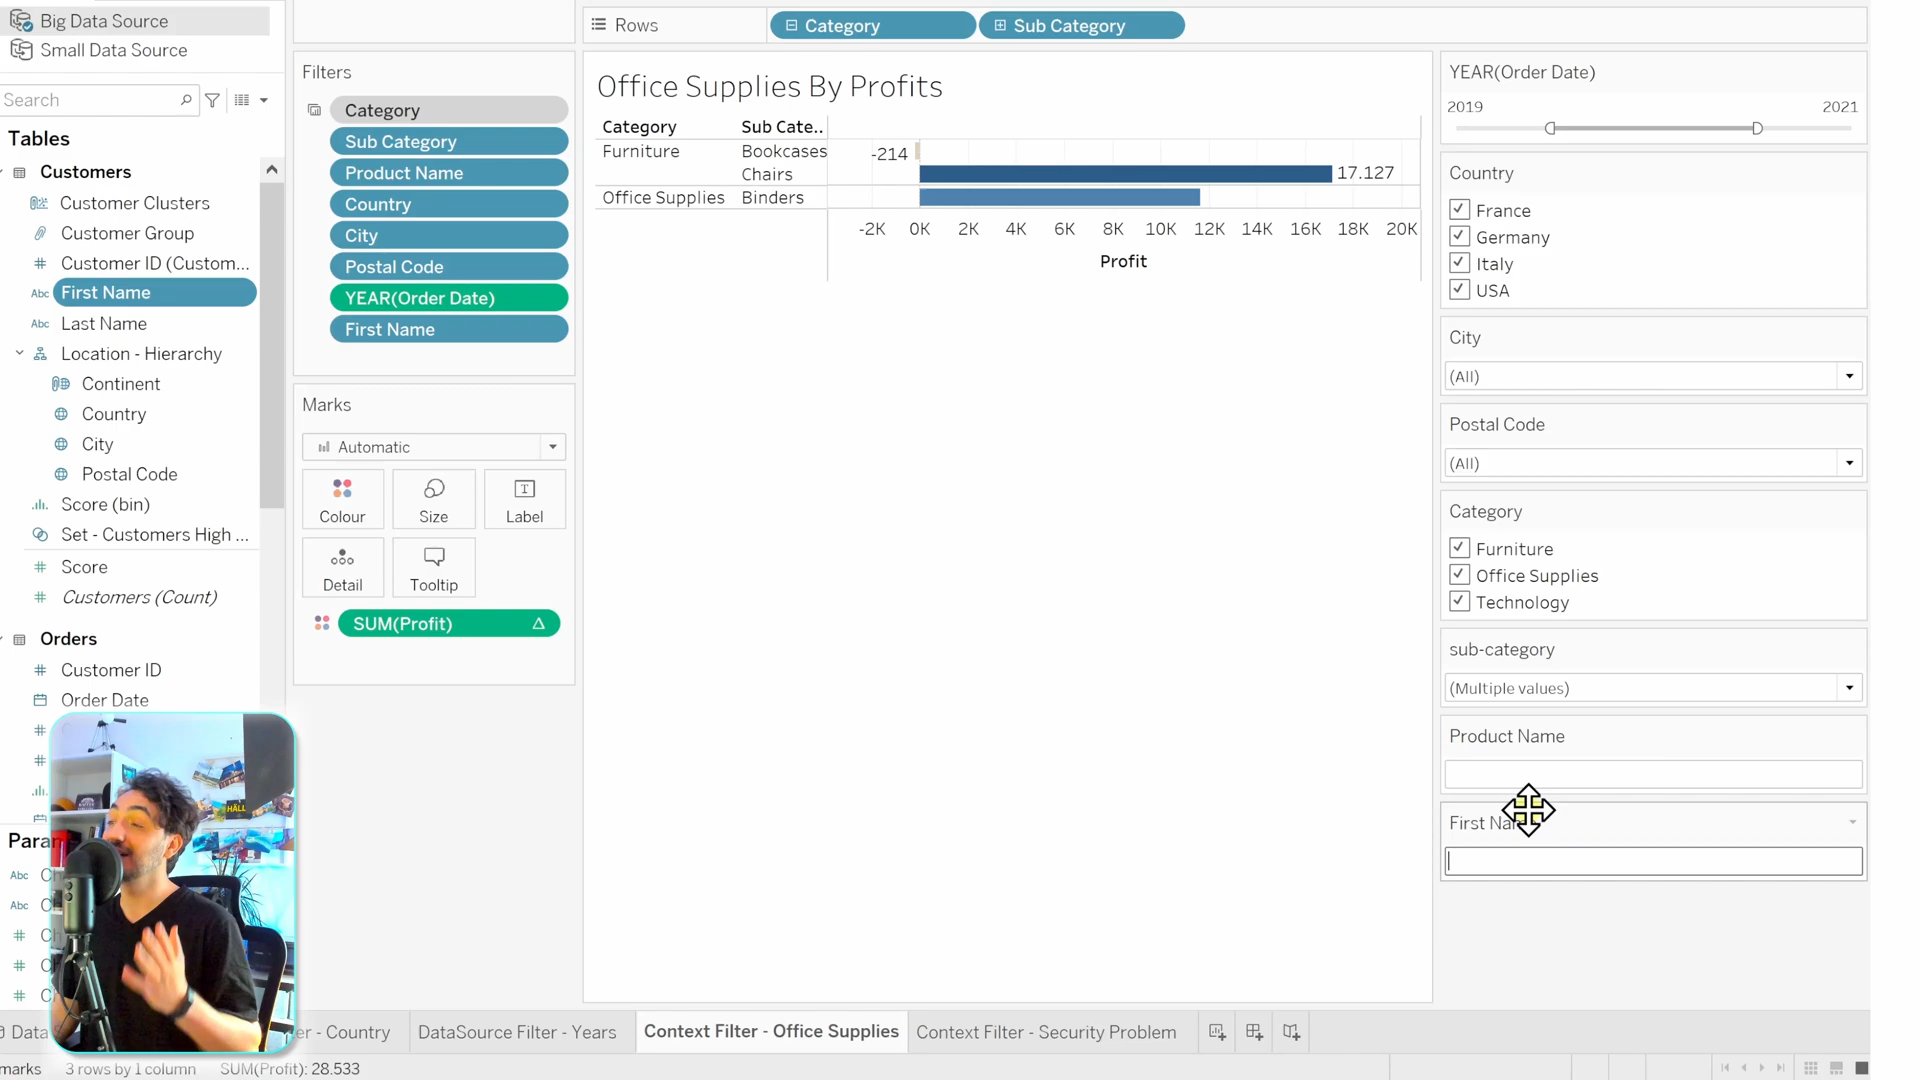 Big Data Source
Small Data Source
Search
Tables
Customers
Customer Clusters
Customer Group
Customer ID (Custom...
Abc First Name
Abc Last Name
Location - Hierarchy
Continent
Country
City
Postal Code
Score (bin)
Set - Customers High ...
Score
Customers (Count)
Orders
Customer ID
Order Date
Abc
Abc
Filters
Category
Sub Category
Product Name
Country
City
Postal Code
YEAR(Order Date)
First Name
Marks
Automatic
Colour
Size
Label
Detail
Tooltip
SUM(Profit)
Rows
Category
Sub Category
Office Supplies By Profits
Category Sub Cate..
Furniture Bookcases -214
Chairs 17.127
Office Supplies Binders
-2K 0K 2K 4K 6K 8K 10K 12K 14K 16K 18K 20K
Profit
YEAR(Order Date)
2019 2021
Country
France
Germany
Italy
USA
City
(All)
Postal Code
(All)
Category
Furniture
Office Supplies
Technology
sub-category
(Multiple values)
Product Name
First
Data - Country DataSource Filter - Years Context Filter - Office Supplies Context Filter - Security Problem
marks 3 rows by 1 column SUM(Profit): 28.533